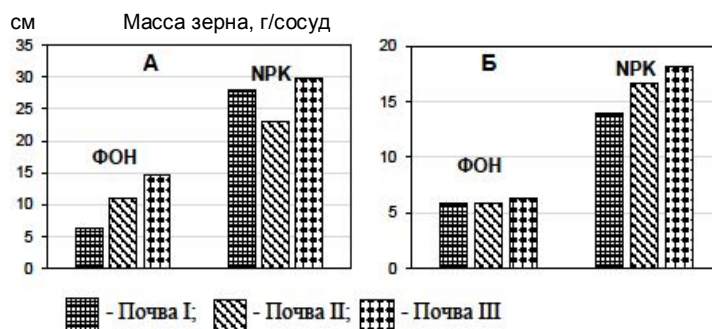 см Масса зерна, г/сосуд
35 А NPK
30
25
20
15 ФОН
10
5
0
20 Б NPK
15
10 ФОН
5
0
- Почва I; - Почва II; - Почва III